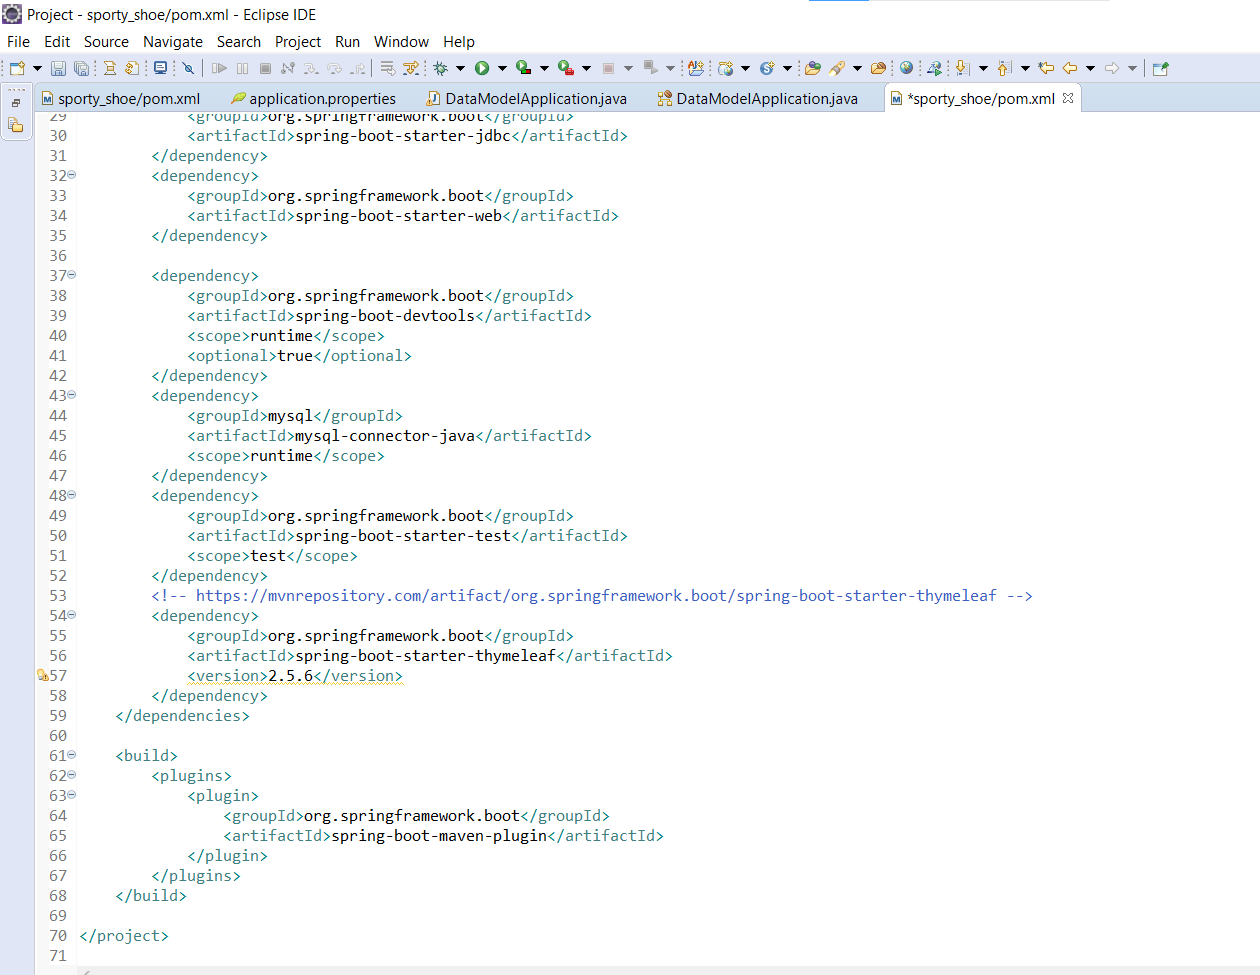 Project - sporty_shoe/pom.xml - Eclipse IDE
File Edit Source Navigate Search Project Run Window Help
sporty_shoe/pom.xml application.properties DataModelApplication.java DataModelApplication.java *sporty_shoe/pom.xml
29 <groupId>org.springframework.boot</groupId>
30 <artifactId>spring-boot-starter-jdbc</artifactId>
31 </dependency>
32 <dependency>
33 <groupId>org.springframework.boot</groupId>
34 <artifactId>spring-boot-starter-web</artifactId>
35 </dependency>
36
37 <dependency>
38 <groupId>org.springframework.boot</groupId>
39 <artifactId>spring-boot-devtools</artifactId>
40 <scope>runtime</scope>
41 <optional>true</optional>
42 </dependency>
43 <dependency>
44 <groupId>mysql</groupId>
45 <artifactId>mysql-connector-java</artifactId>
46 <scope>runtime</scope>
47 </dependency>
48 <dependency>
49 <groupId>org.springframework.boot</groupId>
50 <artifactId>spring-boot-starter-test</artifactId>
51 <scope>test</scope>
52 </dependency>
53 <!-- https://mvnrepository.com/artifact/org.springframework.boot/spring-boot-starter-thymeleaf -->
54 <dependency>
55 <groupId>org.springframework.boot</groupId>
56 <artifactId>spring-boot-starter-thymeleaf</artifactId>
57 <version>2.5.6</version>
58 </dependency>
59 </dependencies>
60
61 <build>
62 <plugins>
63 <plugin>
64 <groupId>org.springframework.boot</groupId>
65 <artifactId>spring-boot-maven-plugin</artifactId>
66 </plugin>
67 </plugins>
68 </build>
69
70 </project>
71